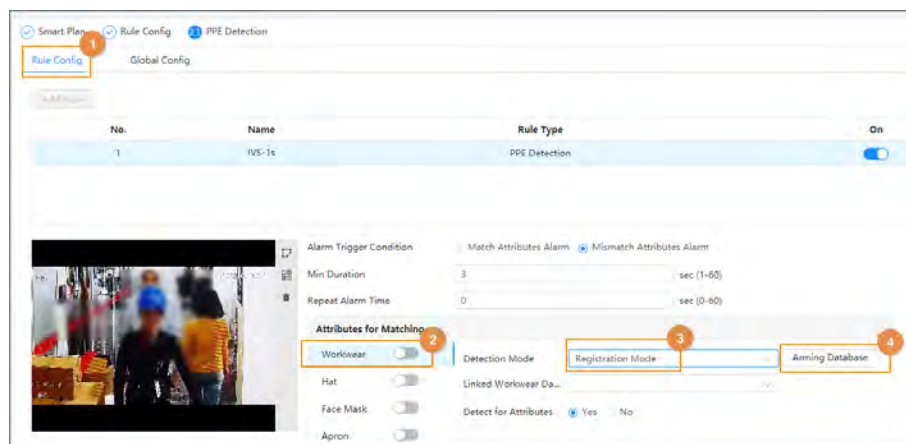 Smart Plan Rule Config 2.1 PPE Detection
1
Rule Config Global Config
No. Name Rule Type On
1 IVS-1s PPE Detection
Alarm Trigger Condition Match Attributes Alarm Mismatch Attributes Alarm
Min Duration 3 sec (1-60)
Repeat Alarm Time 0 sec (0-60)
Attributes for Matching
2 3 4
Workwear Detection Mode Registration Mode Arming Database
Hat Linked Workwear Da...
Face Mask Detect for Attributes Yes No
Apron